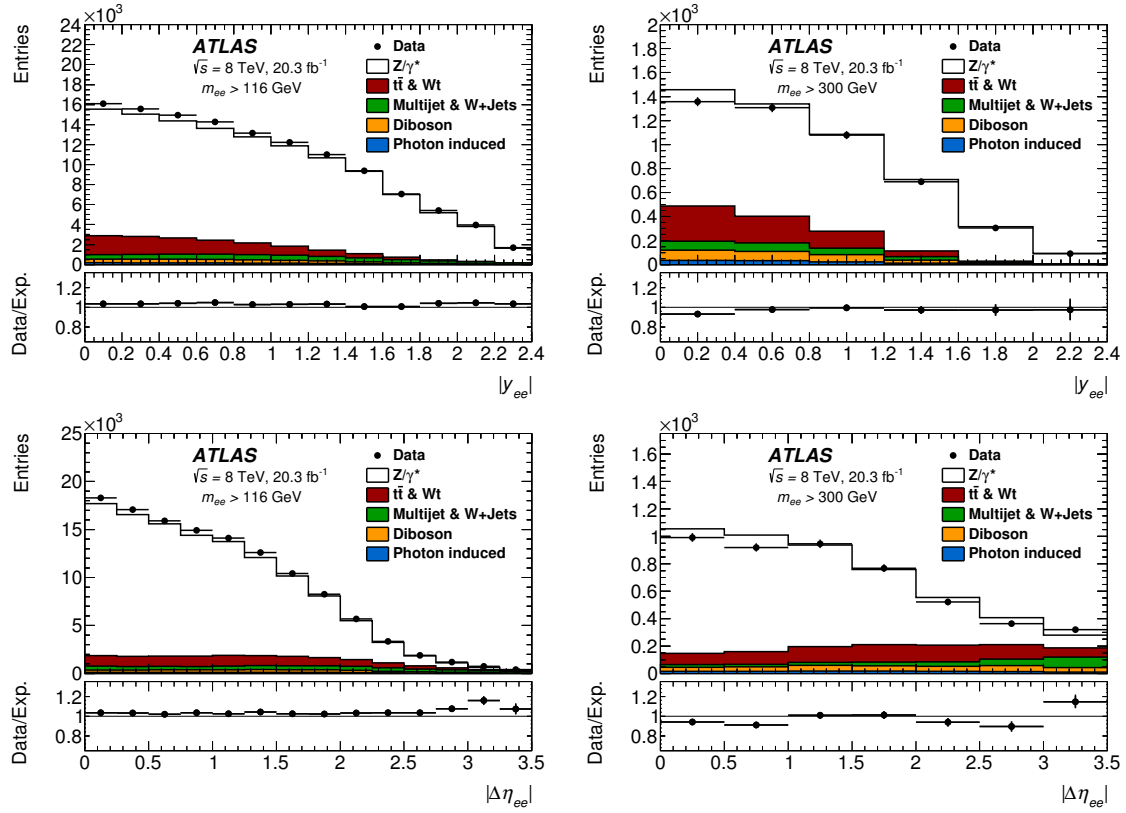 ×10³
Entries
24
22
20
18
16
14
12
10
8
6
4
2
0
ATLAS
√s = 8 TeV, 20.3 fb⁻¹
m_ee > 116 GeV
Data
Z/γ*
tt̄ & Wt
Multijet & W+Jets
Diboson
Photon induced
Data/Exp.
1.2
1
0.8
0 0.2 0.4 0.6 0.8 1 1.2 1.4 1.6 1.8 2 2.2 2.4
|y_ee|
×10³
Entries
2
1.8
1.6
1.4
1.2
1
0.8
0.6
0.4
0.2
0
ATLAS
√s = 8 TeV, 20.3 fb⁻¹
m_ee > 300 GeV
Data
Z/γ*
tt̄ & Wt
Multijet & W+Jets
Diboson
Photon induced
Data/Exp.
1.2
1
0.8
0 0.2 0.4 0.6 0.8 1 1.2 1.4 1.6 1.8 2 2.2 2.4
|y_ee|
×10³
Entries
25
20
15
10
5
0
ATLAS
√s = 8 TeV, 20.3 fb⁻¹
m_ee > 116 GeV
Data
Z/γ*
tt̄ & Wt
Multijet & W+Jets
Diboson
Photon induced
Data/Exp.
1.2
1
0.8
0 0.5 1 1.5 2 2.5 3 3.5
|Δη_ee|
×10³
Entries
1.6
1.4
1.2
1
0.8
0.6
0.4
0.2
0
ATLAS
√s = 8 TeV, 20.3 fb⁻¹
m_ee > 300 GeV
Data
Z/γ*
tt̄ & Wt
Multijet & W+Jets
Diboson
Photon induced
Data/Exp.
1.2
1
0.8
0 0.5 1 1.5 2 2.5 3 3.5
|Δη_ee|